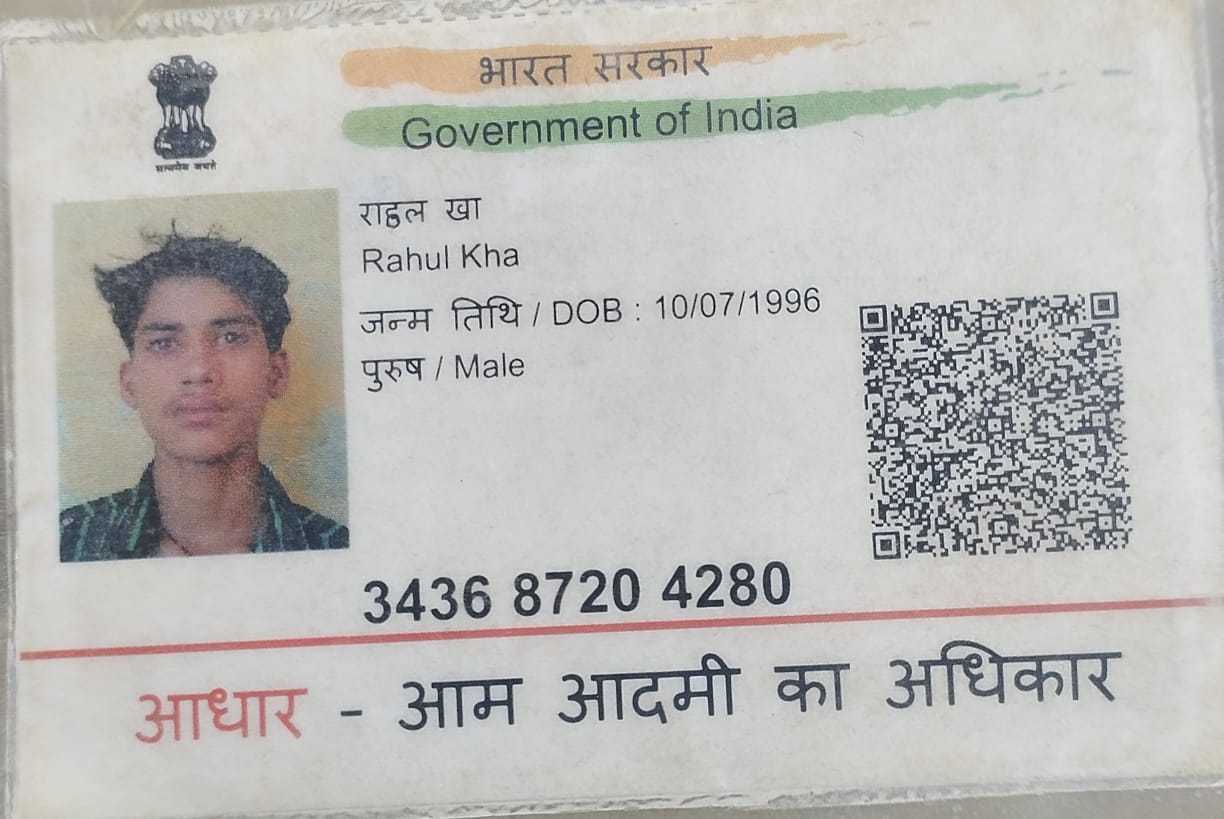 सत्यमेव जयते
भारत सरकार
Government of India
राहुल खा
Rahul Kha
जन्म तिथि / DOB : 10/07/1996
पुरुष / Male
3436 8720 4280
आधार - आम आदमी का अधिकार